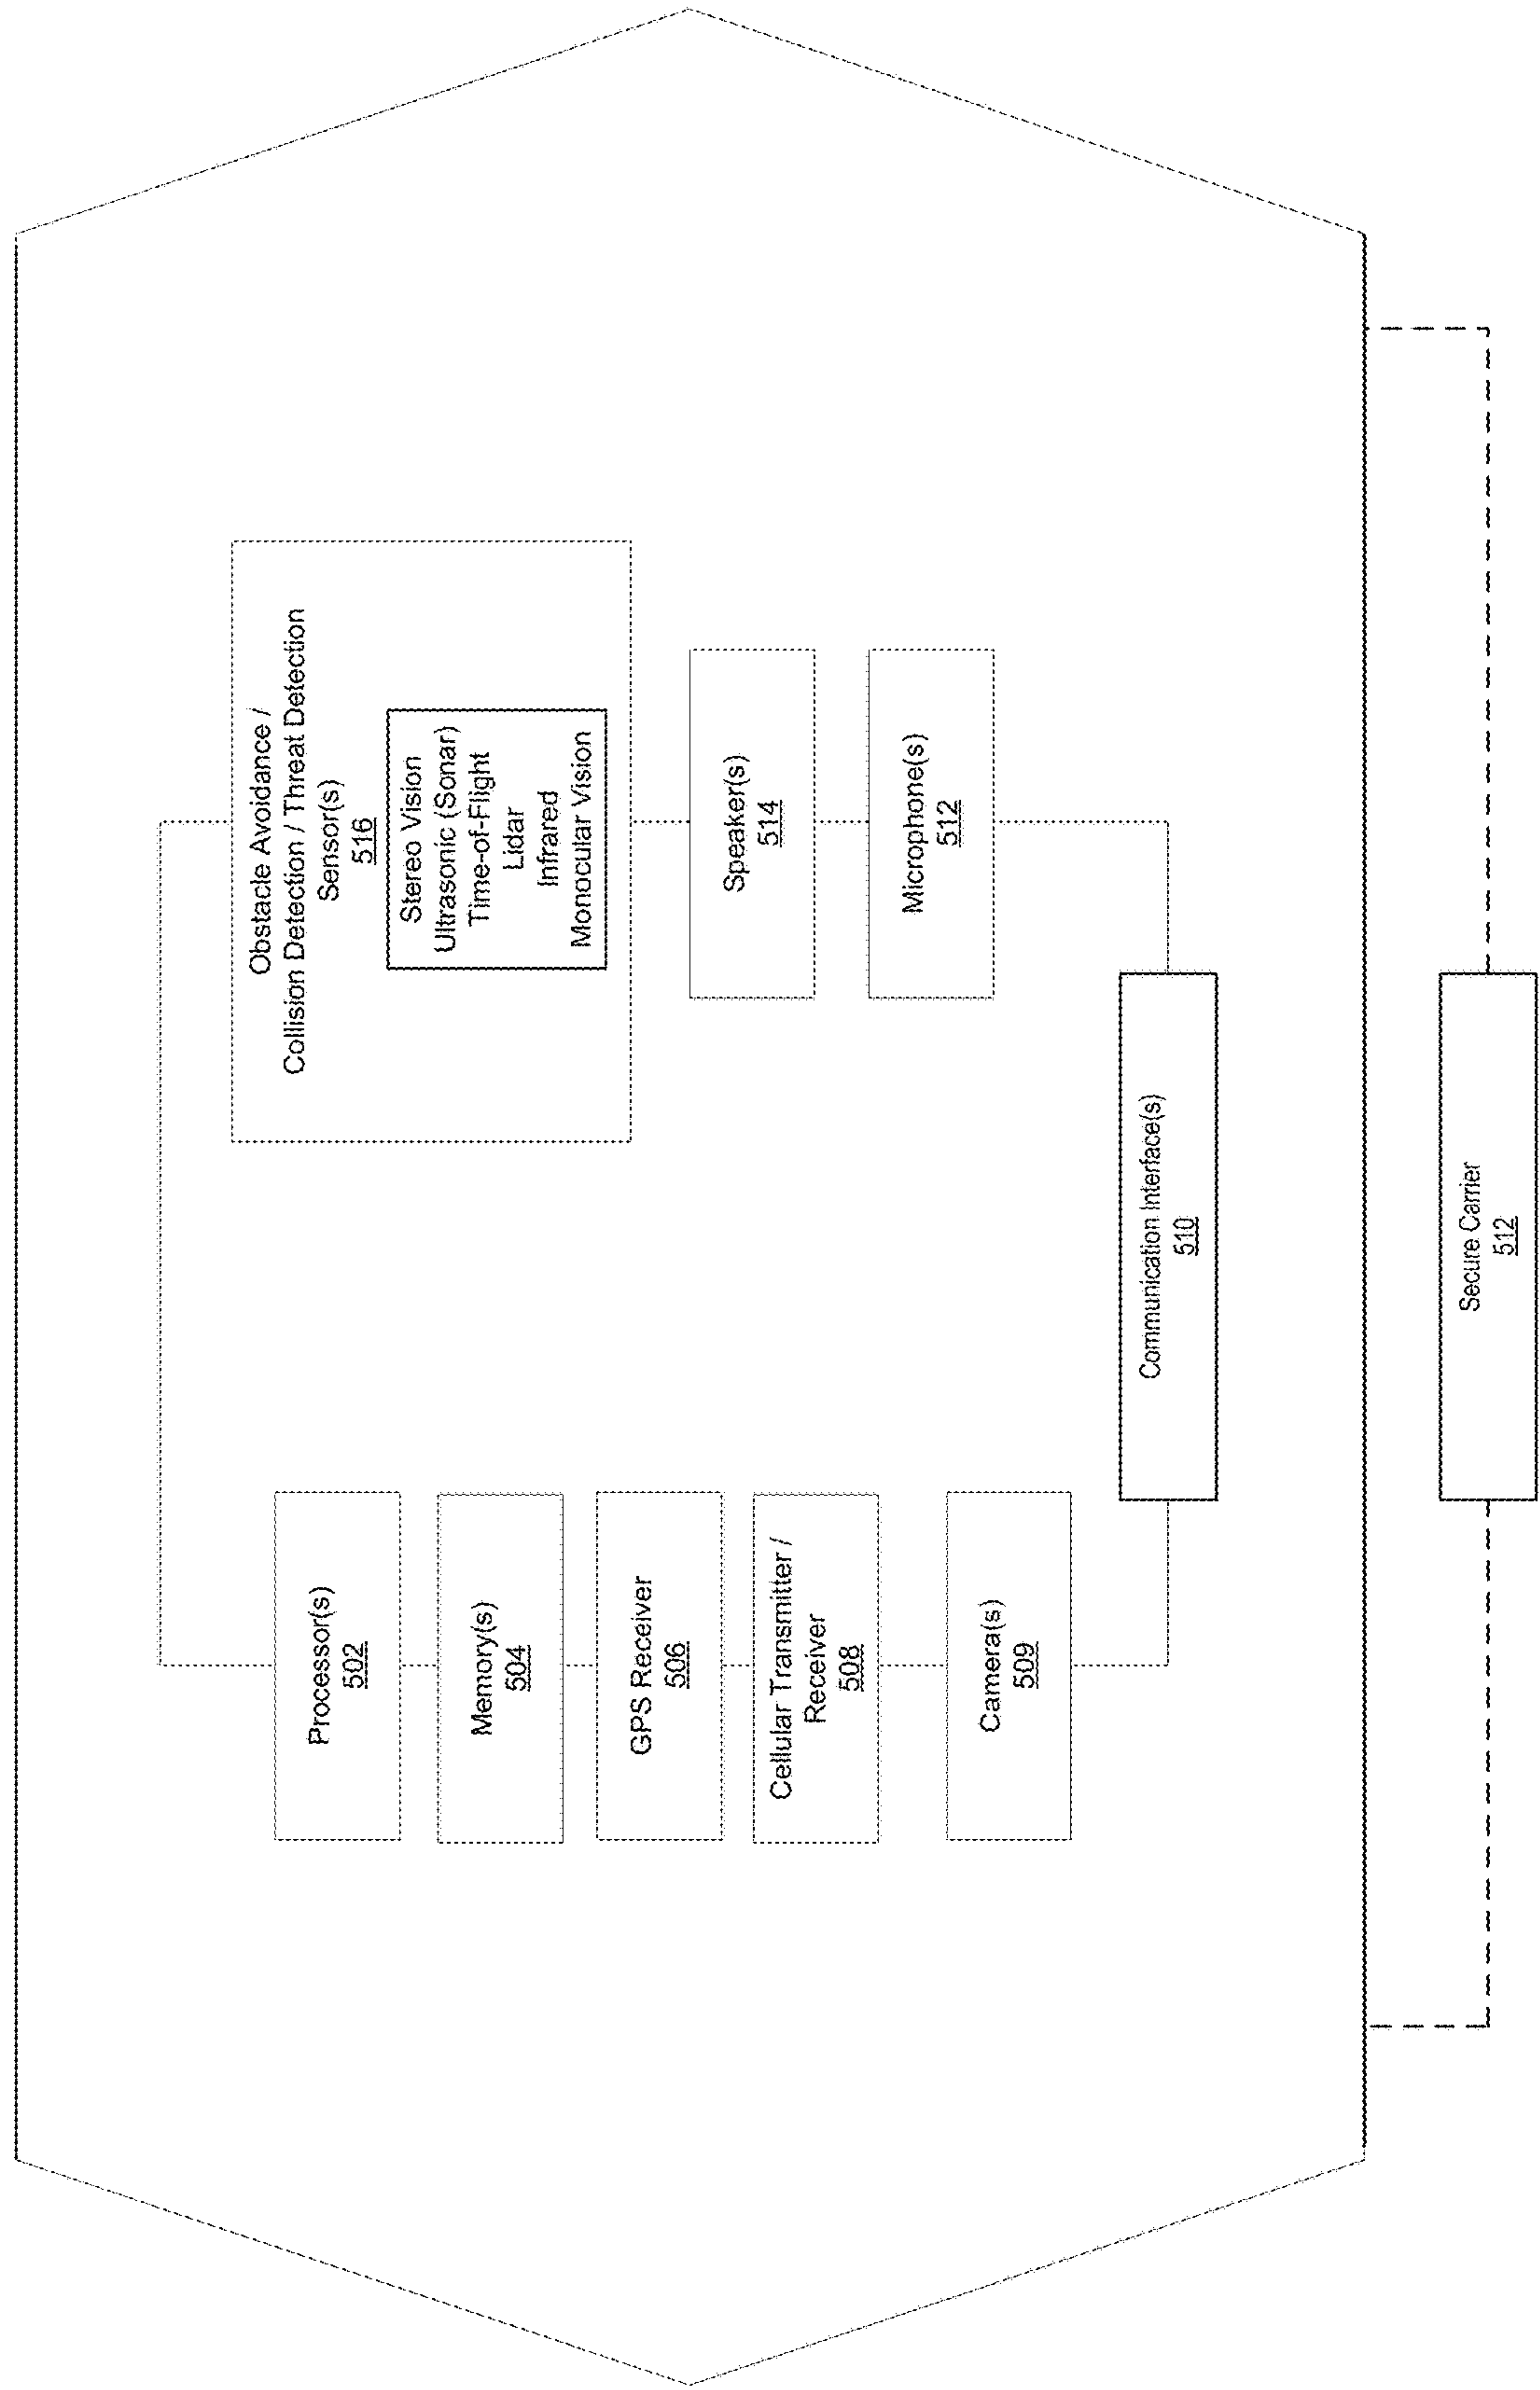 Processor(s)
502
Memory(s)
504
GPS Receiver
506
Cellular Transmitter /
Receiver
508
Camera(s)
509
Obstacle Avoidance /
Collision Detection / Threat Detection
Sensor(s)
516
Stereo Vision
Ultrasonic (Sonar)
Time-of-Flight
Lidar
Infrared
Monocular Vision
Speaker(s)
514
Microphone(s)
512
Communication Interface(s)
510
Secure Carrier
512